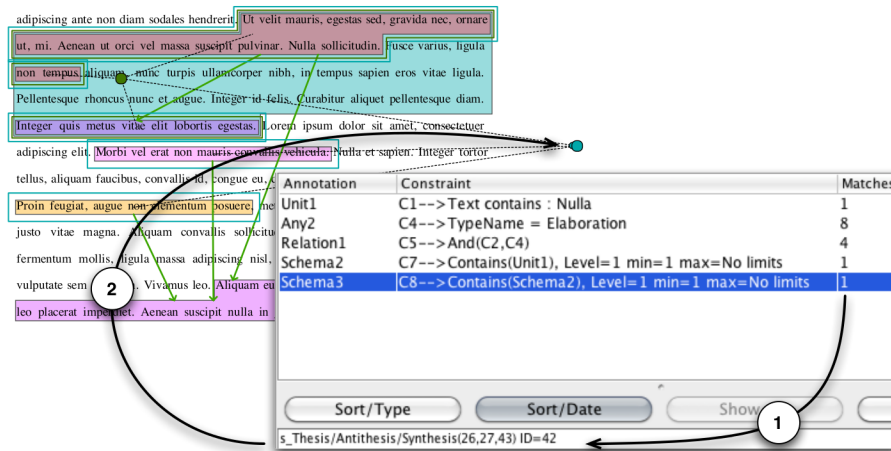 adipiscing ante non diam sodales hendrerit. Ut velit mauris, egestas sed, gravida nec, ornare
ut, mi. Aenean ut orci vel massa suscipit pulvinar. Nulla sollicitudin. Fusce varius, ligula
non tempus aliquam, nunc turpis ullamcorper nibh, in tempus sapien eros vitae ligula.
Pellentesque rhoncus nunc et augue. Integer id felis. Curabitur aliquet pellentesque diam.
Integer quis metus vitae elit lobortis egestas. Lorem ipsum dolor sit amet, consectetuer
adipiscing elit. Morbi vel erat non mauris convallis vehicula. Nulla et sapien. Integer tortor
tellus, aliquam faucibus, convallis id, congue eu,
Proin feugiat, augue non elementum posuere,
justo vitae magna. Aliquam convallis
fermentum mollis, ligula massa adipiscing nisl,
vulputate sem Vivamus leo. Aliquam eu
leo placerat imperdiet. Aenean suscipit nulla in
Annotation Constraint Matches
Unit1 C1-->Text contains : Nulla 1
Any2 C4-->TypeName = Elaboration 8
Relation1 C5-->And(C2,C4) 4
Schema2 C7-->Contains(Unit1), Level=1 min=1 max=No limits 1
Schema3 C8-->Contains(Schema2), Level=1 min=1 max=No limits 1
2
Sort/Type Sort/Date Show
1
s_Thesis/Antithesis/Synthesis(26,27,43) ID=42